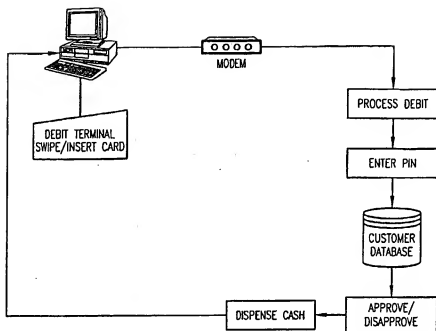 MODEM
PROCESS DEBIT
DEBIT TERMINAL
SWIPE/INSERT CARD
ENTER PIN
CUSTOMER
DATABASE
DISPENSE CASH
APPROVE/
DISAPPROVE